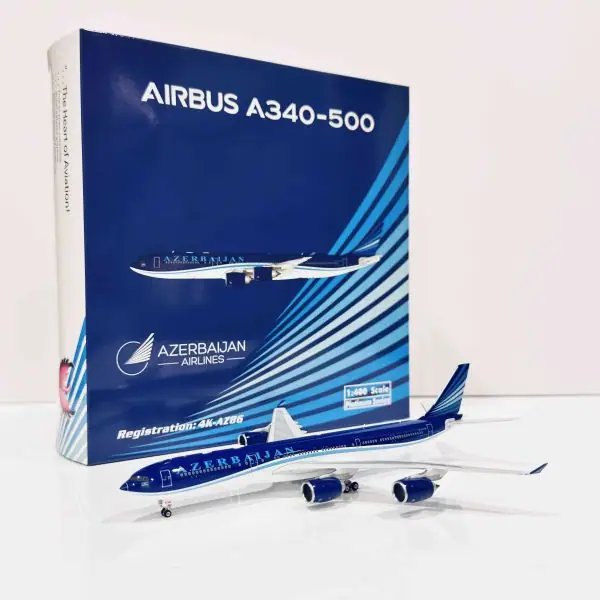 AIRBUS A340-500
"...The Heart of Aviation!
AZERBAIJAN
AZERBAIJAN
AIRLINES
1:400 Scale
Registration: 4K-AZ86
AZERBAIJAN